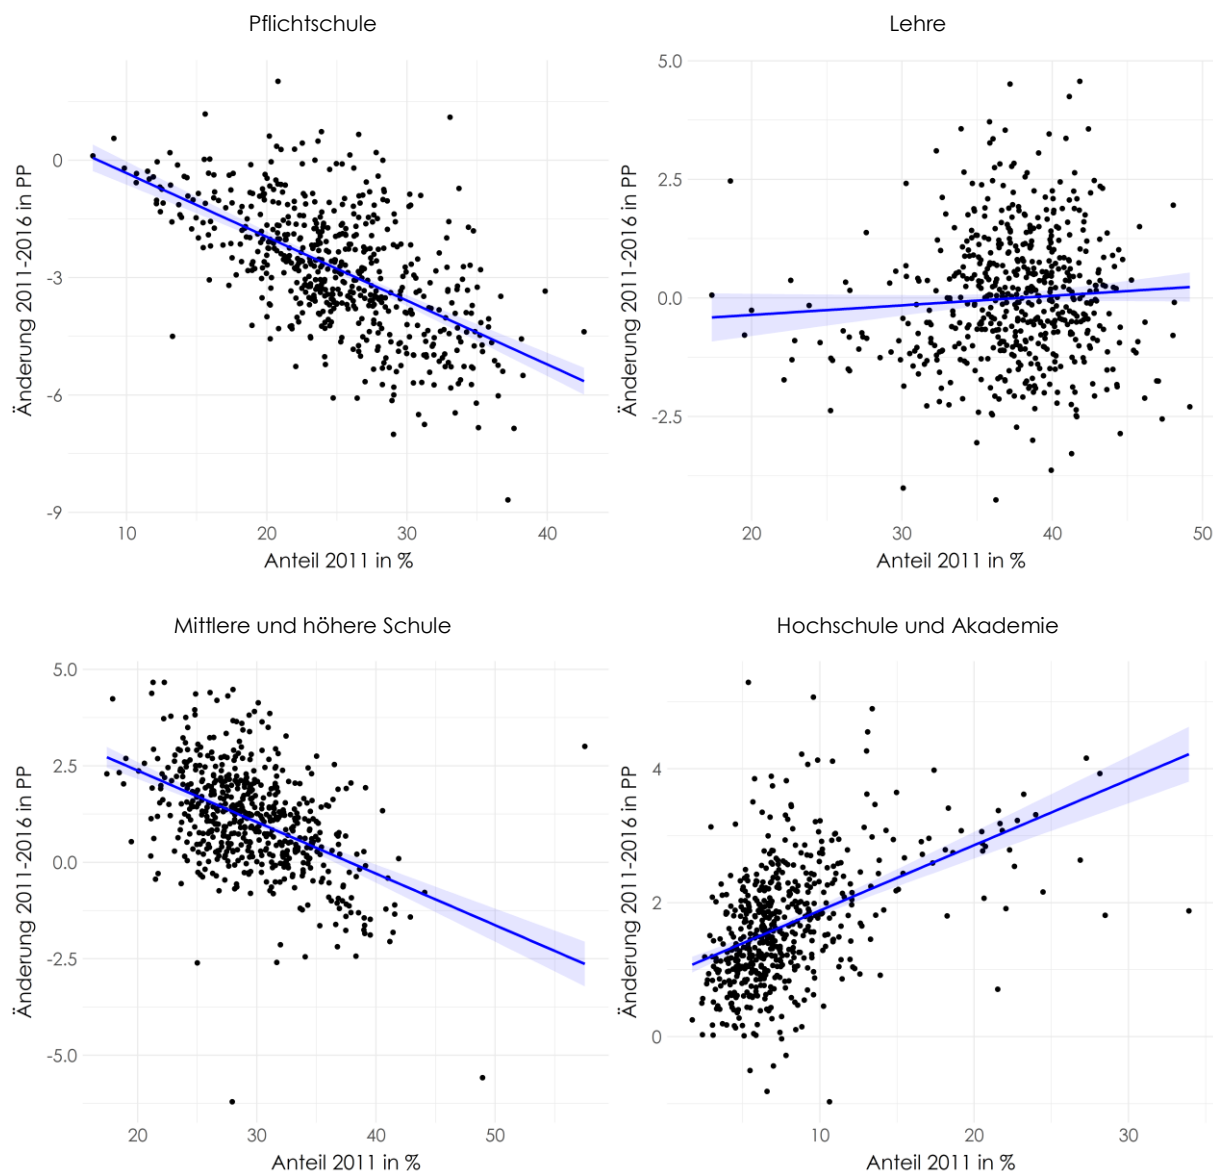 Pflichtschule
Änderung 2011-2016 in PP
0
-3
-6
-9
10 20 30 40
Anteil 2011 in %
Lehre
Änderung 2011-2016 in PP
5.0
2.5
0.0
-2.5
20 30 40 50
Anteil 2011 in %
Mittlere und höhere Schule
Änderung 2011-2016 in PP
5.0
2.5
0.0
-2.5
-5.0
20 30 40 50
Anteil 2011 in %
Hochschule und Akademie
Änderung 2011-2016 in PP
4
2
0
10 20 30
Anteil 2011 in %